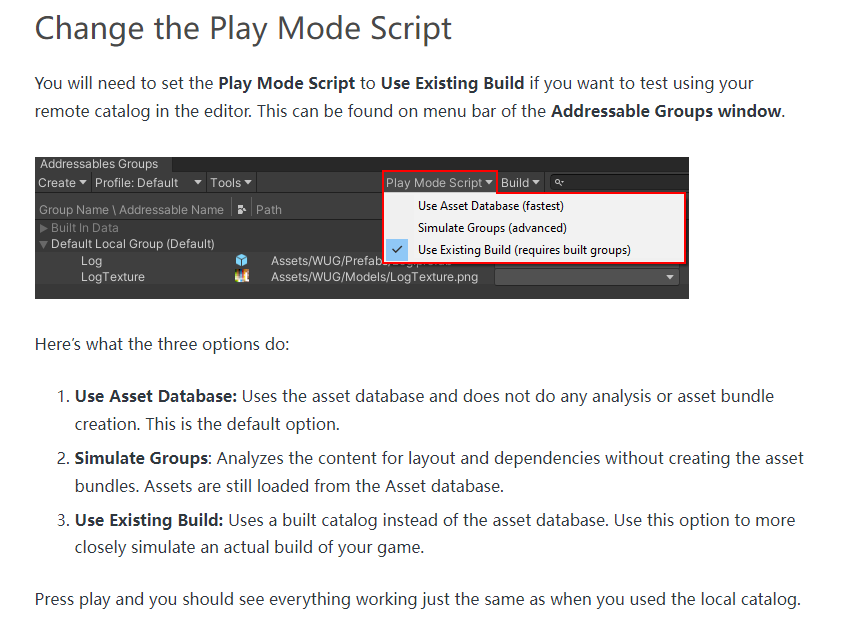 Change the Play Mode Script
You will need to set the Play Mode Script to Use Existing Build if you want to test using your
remote catalog in the editor. This can be found on menu bar of the Addressable Groups window.
Addressables Groups
Create Profile: Default Tools Play Mode Script Build
Group Name \ Addressable Name Path
Use Asset Database (fastest)
Built In Data
Simulate Groups (advanced)
Default Local Group (Default)
Use Existing Build (requires built groups)
Log Assets/WUG/Prefabs
LogTexture Assets/WUG/Models/LogTexture.png
Here’s what the three options do:
1. Use Asset Database: Uses the asset database and does not do any analysis or asset bundle
creation. This is the default option.
2. Simulate Groups: Analyzes the content for layout and dependencies without creating the asset
bundles. Assets are still loaded from the Asset database.
3. Use Existing Build: Uses a built catalog instead of the asset database. Use this option to more
closely simulate an actual build of your game.
Press play and you should see everything working just the same as when you used the local catalog.